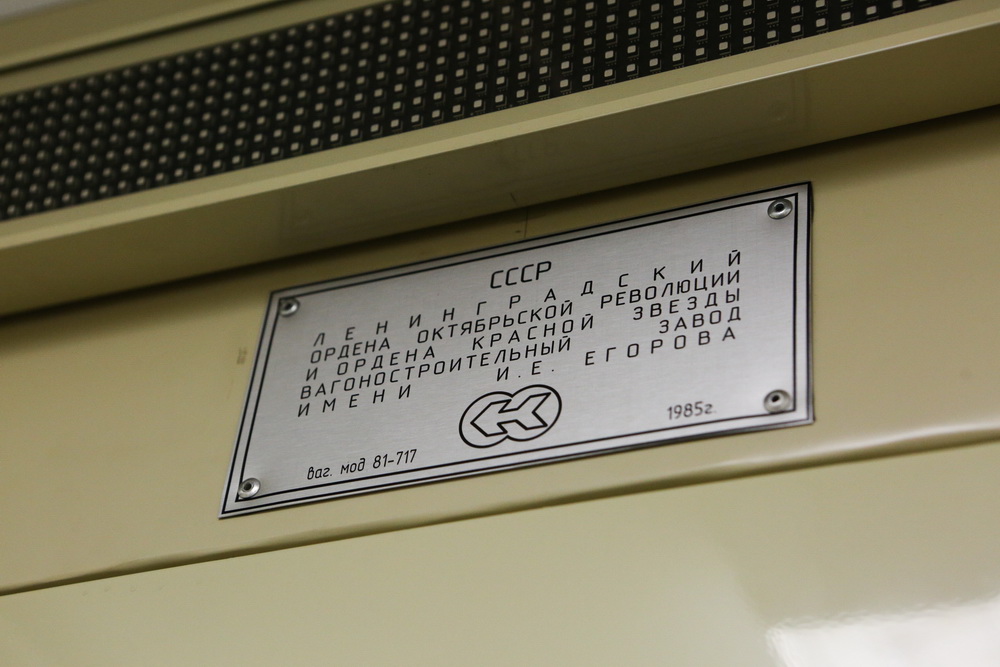 СССР
ЛЕНИНГРАДСКИЙ
ОРДЕНА ОКТЯБРЬСКОЙ РЕВОЛЮЦИИ
И ОРДЕНА КРАСНОЙ ЗВЕЗДЫ
ВАГОНОСТРОИТЕЛЬНЫЙ ЗАВОД
ИМЕНИ И.Е. ЕГОРОВА
ваг. мод 81-717 1985г.